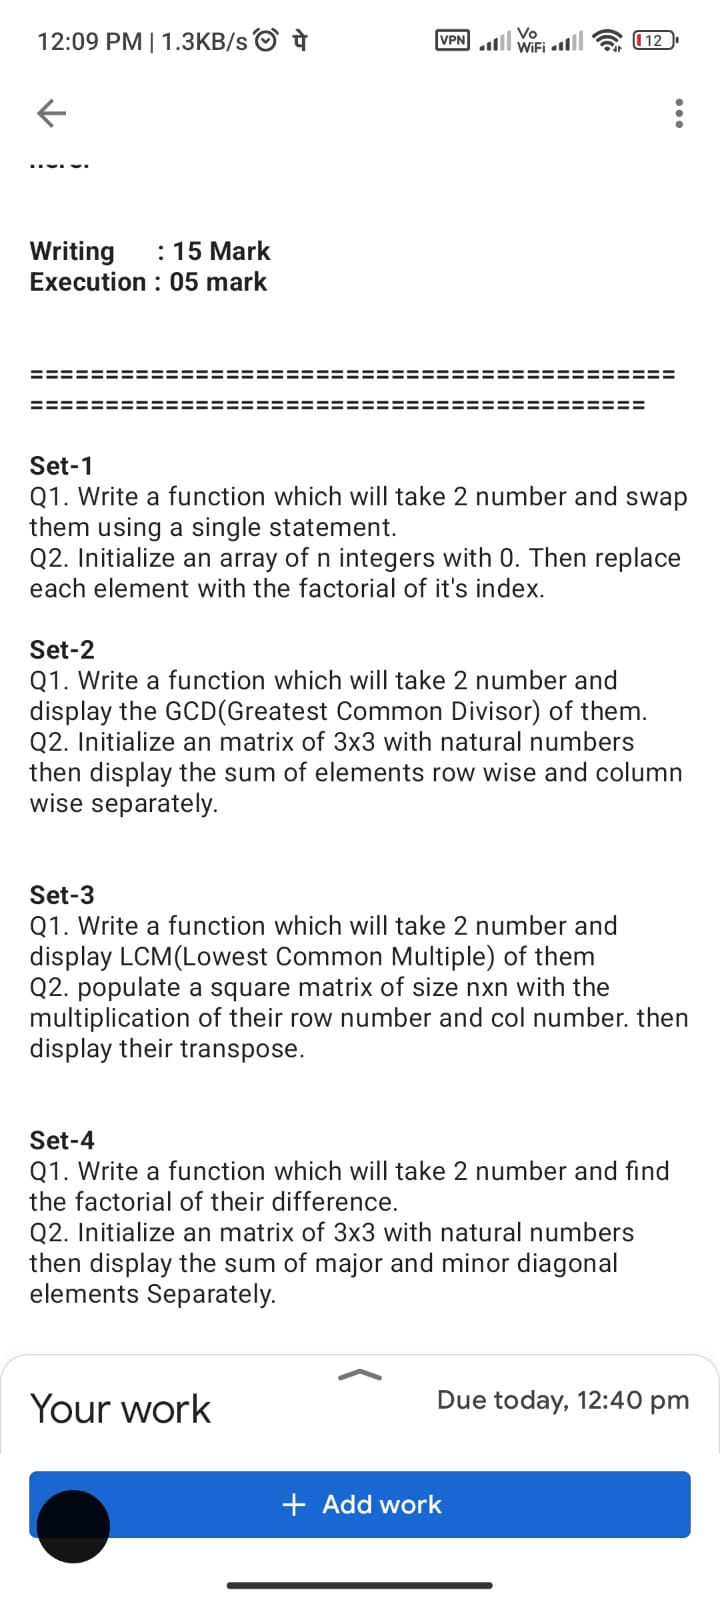 12:09 PM | 1.3KB/s पे VPN Vo WiFi 12
Writing : 15 Mark
Execution : 05 mark
===========================================
=========================================
Set-1
Q1. Write a function which will take 2 number and swap
them using a single statement.
Q2. Initialize an array of n integers with 0. Then replace
each element with the factorial of it's index.
Set-2
Q1. Write a function which will take 2 number and
display the GCD(Greatest Common Divisor) of them.
Q2. Initialize an matrix of 3x3 with natural numbers
then display the sum of elements row wise and column
wise separately.
Set-3
Q1. Write a function which will take 2 number and
display LCM(Lowest Common Multiple) of them
Q2. populate a square matrix of size nxn with the
multiplication of their row number and col number. then
display their transpose.
Set-4
Q1. Write a function which will take 2 number and find
the factorial of their difference.
Q2. Initialize an matrix of 3x3 with natural numbers
then display the sum of major and minor diagonal
elements Separately.
Your work
Due today, 12:40 pm
+ Add work